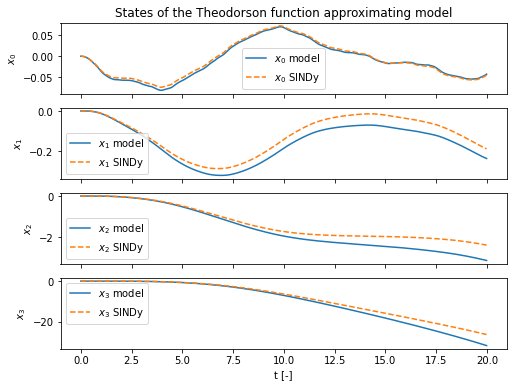 States of the Theodorson function approximating model
0.05
0.00
−0.05
x₀
x₀ model
x₀ SINDy
0.0
−0.2
x₁
x₁ model
x₁ SINDy
0
−2
x₂
x₂ model
x₂ SINDy
0
−20
x₃
x₃ model
x₃ SINDy
0.0 2.5 5.0 7.5 10.0 12.5 15.0 17.5 20.0
t [-]